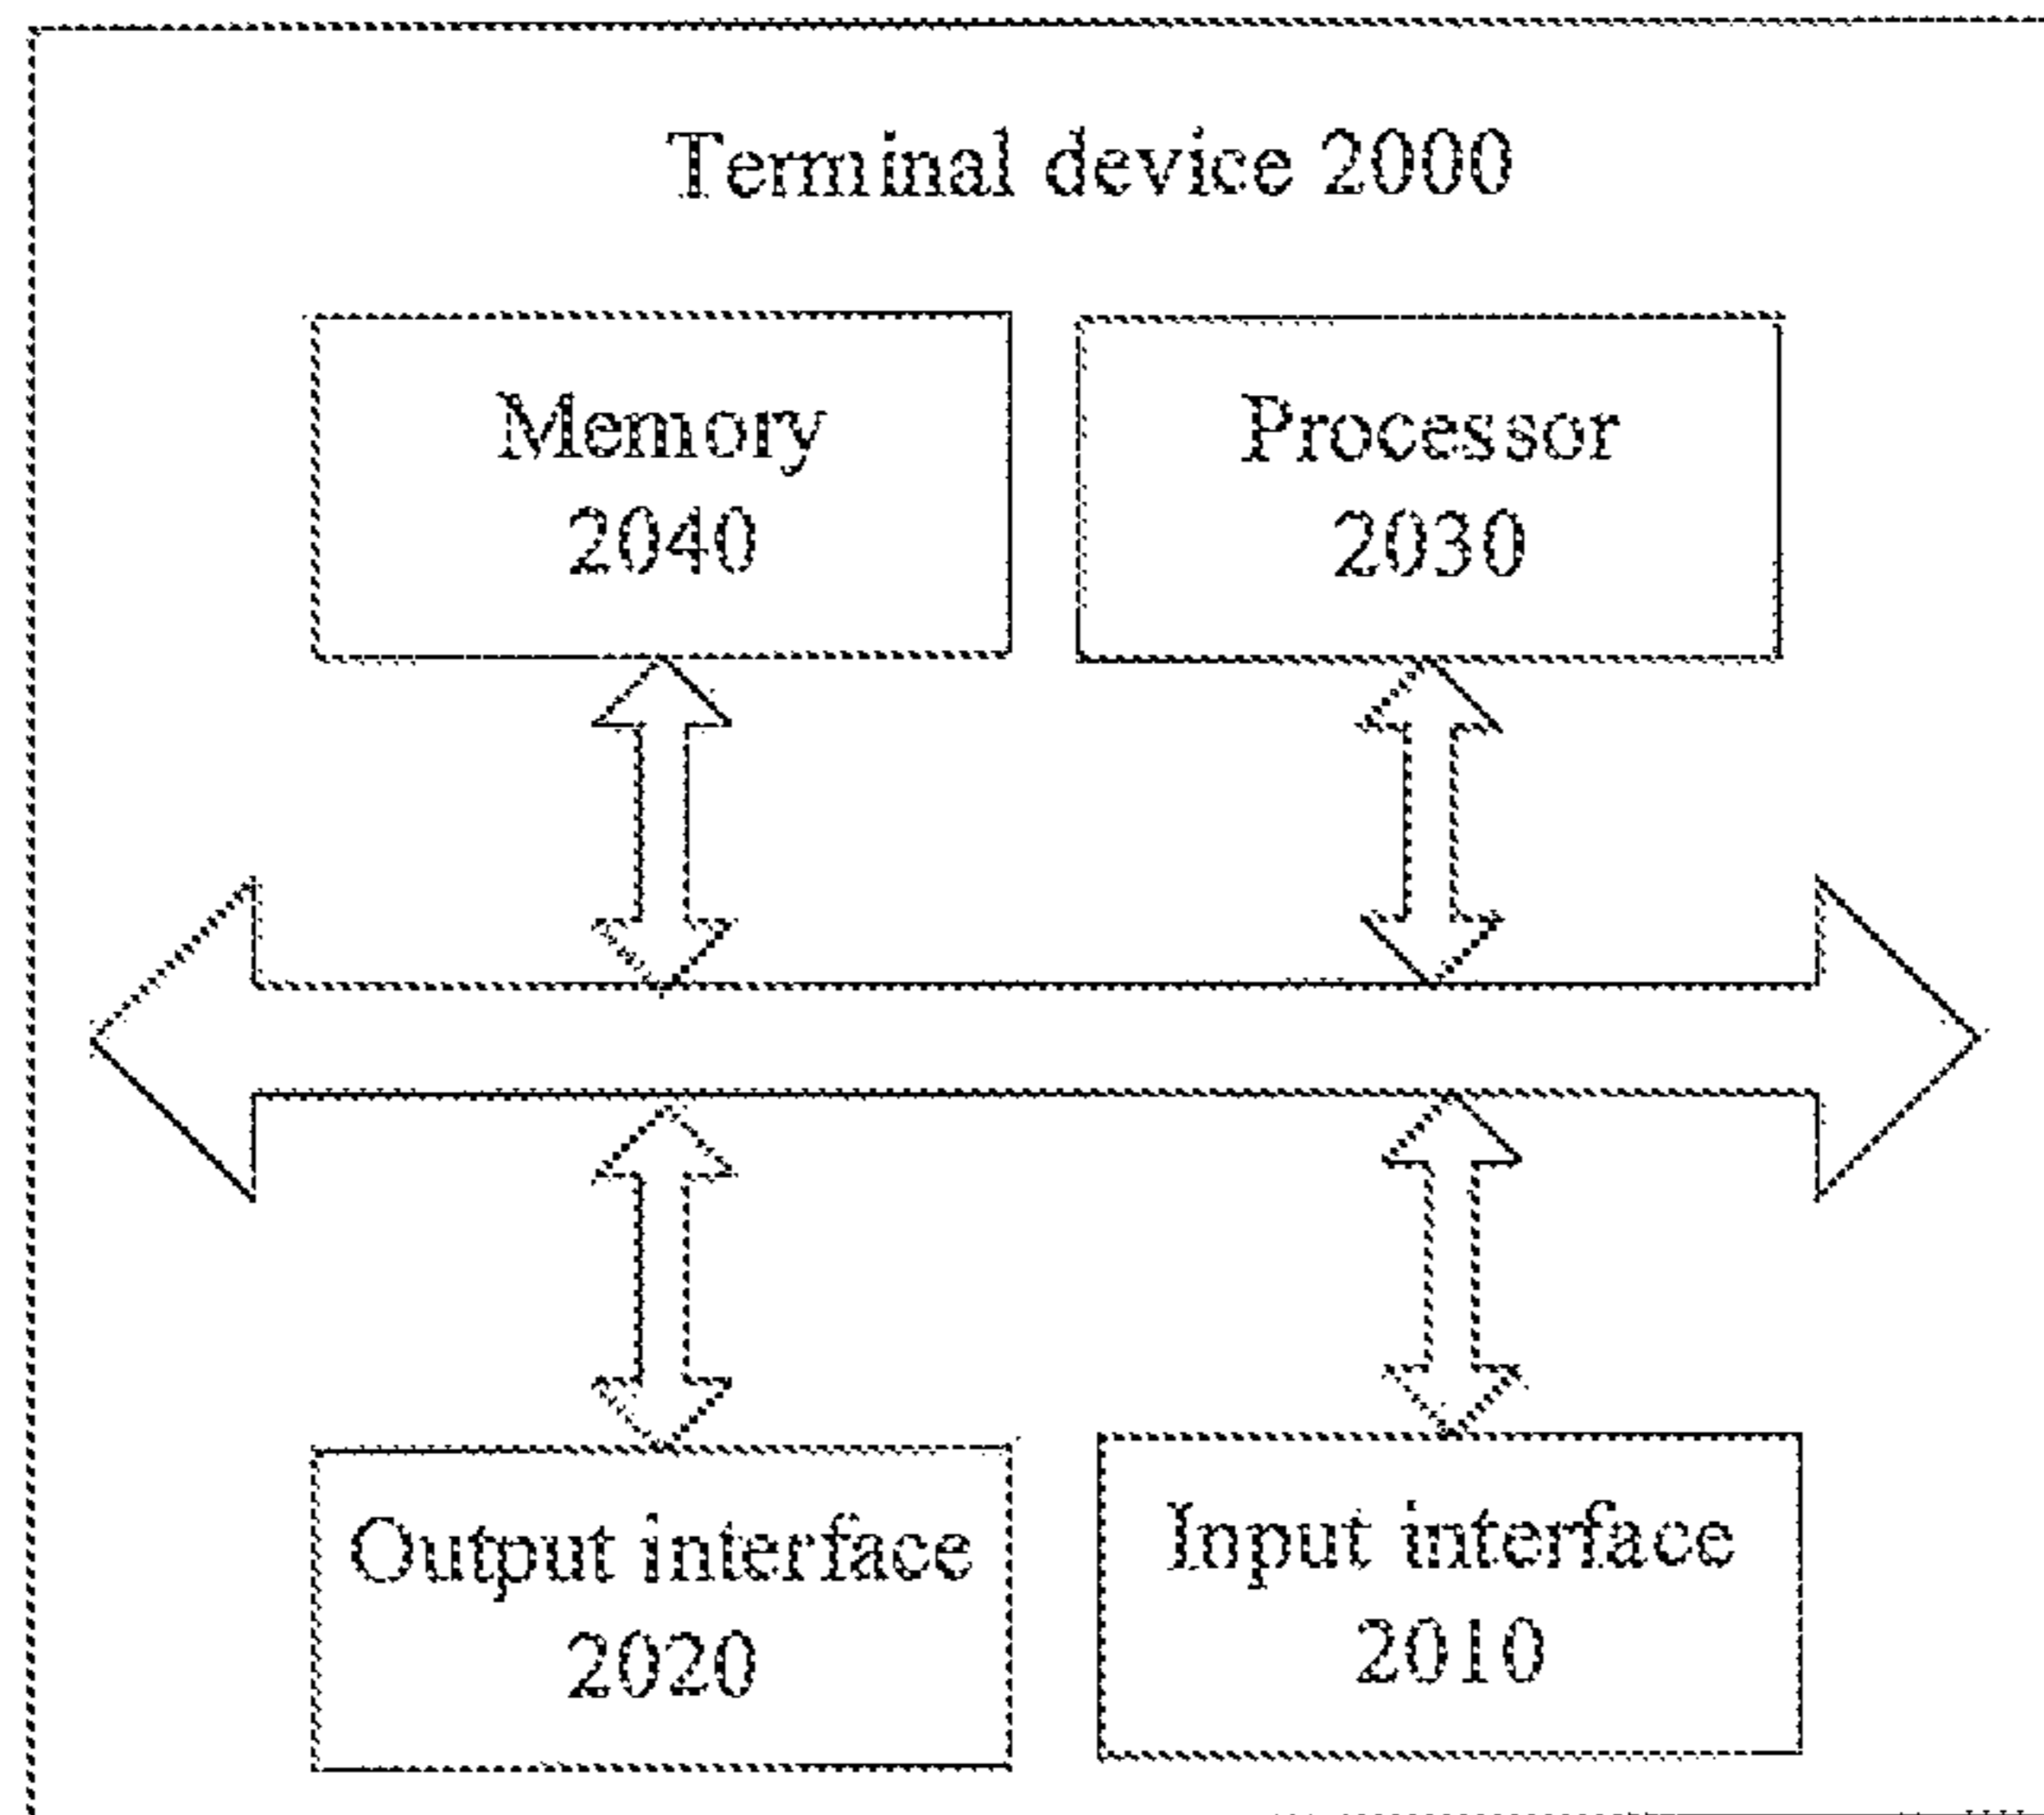 Terminal device 2000
Memory
2040
Processor
2030
Output interface
2020
Input interface
2010